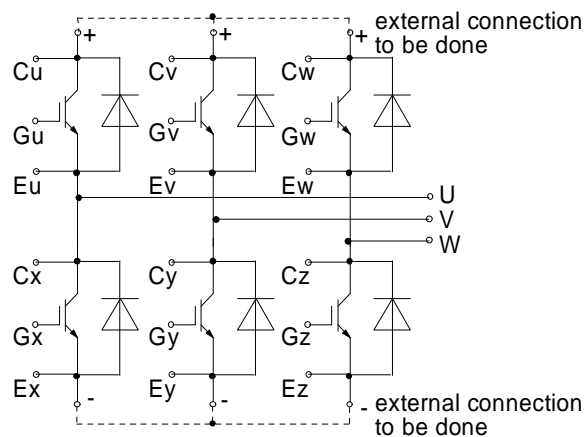 external connection
to be done
+ + +
Cu Cv Cw
Gu Gv Gw
Eu Ev Ew
U
V
W
Cx Cy Cz
Gx Gy Gz
Ex Ey Ez
- - - external connection
to be done